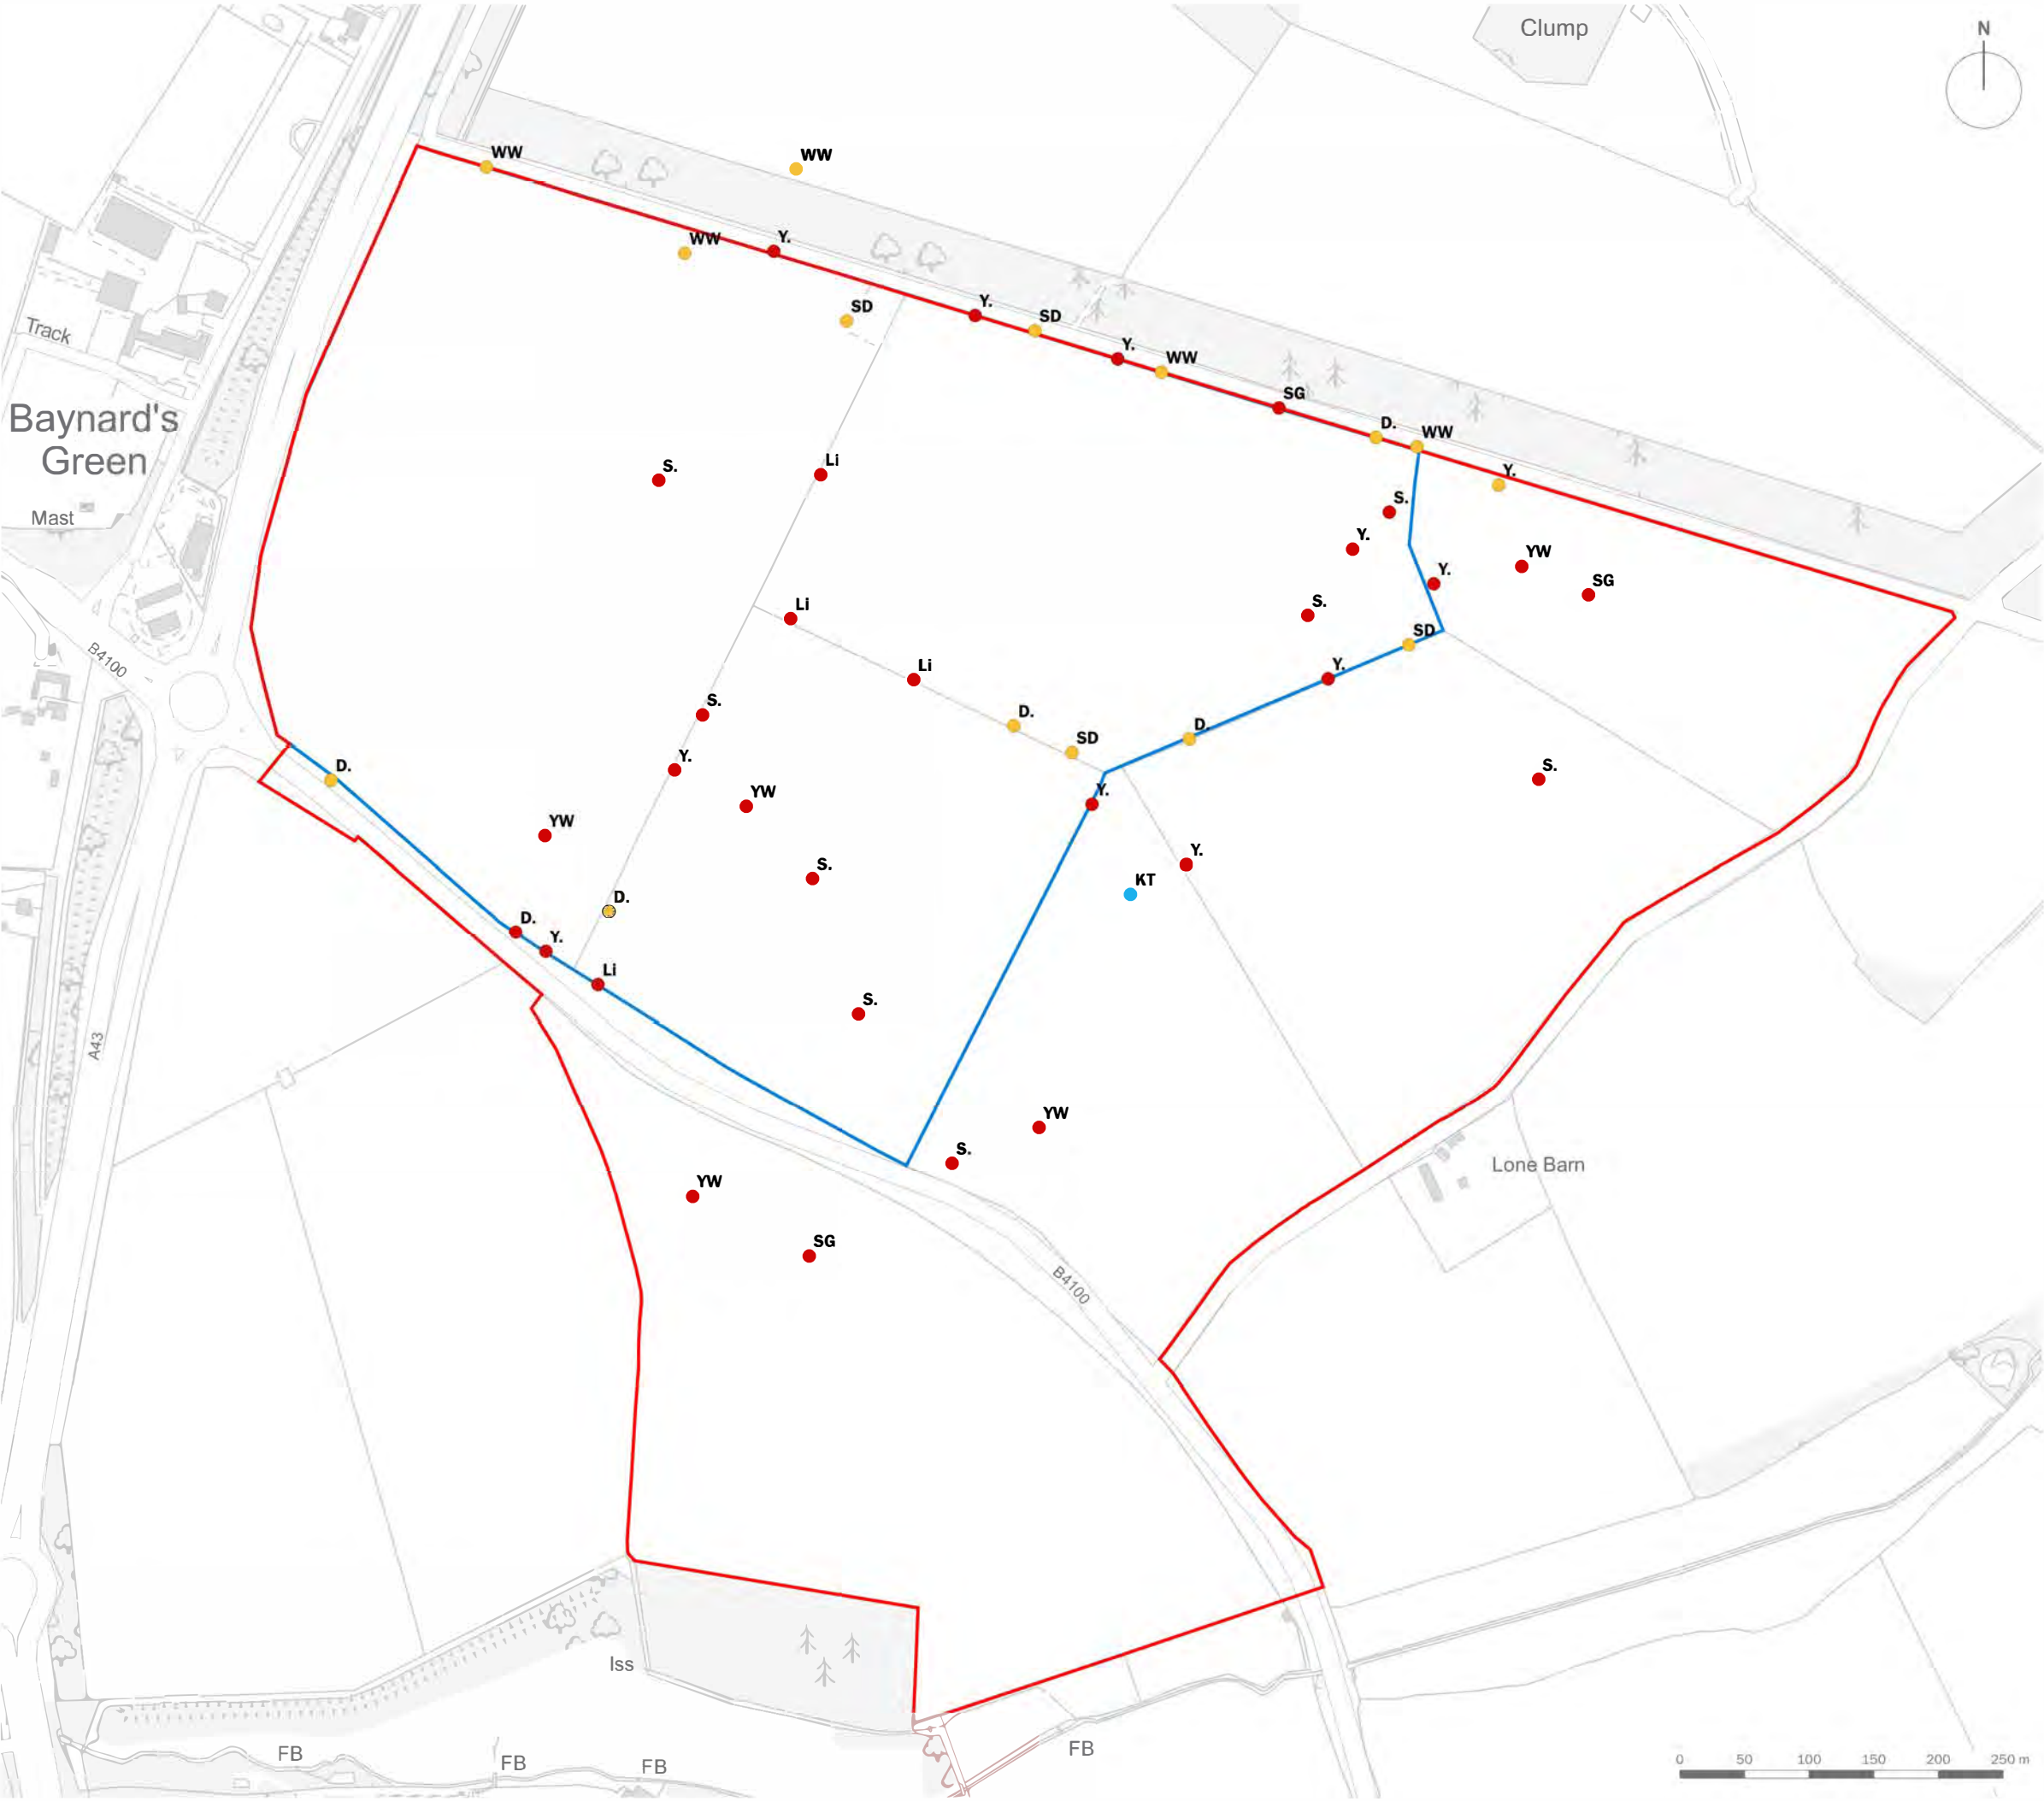 Clump
N
WW
WW
WW
Y.
SD
Y.
SD
Track
Y.
WW
SG
Baynard's
Green
D.
WW
S.
Li
Y.
S.
Mast
Y.
YW
Y.
SG
Li
S.
SD
B4100
Li
Y.
S.
D.
D.
SD
Y.
D.
S.
YW
Y.
YW
Y.
S.
KT
D.
D.
Y.
Li
S.
A43
YW
S.
Lone Barn
YW
SG
B4100
Iss
FB
FB
FB
FB
0 50 100 150 200 250 m